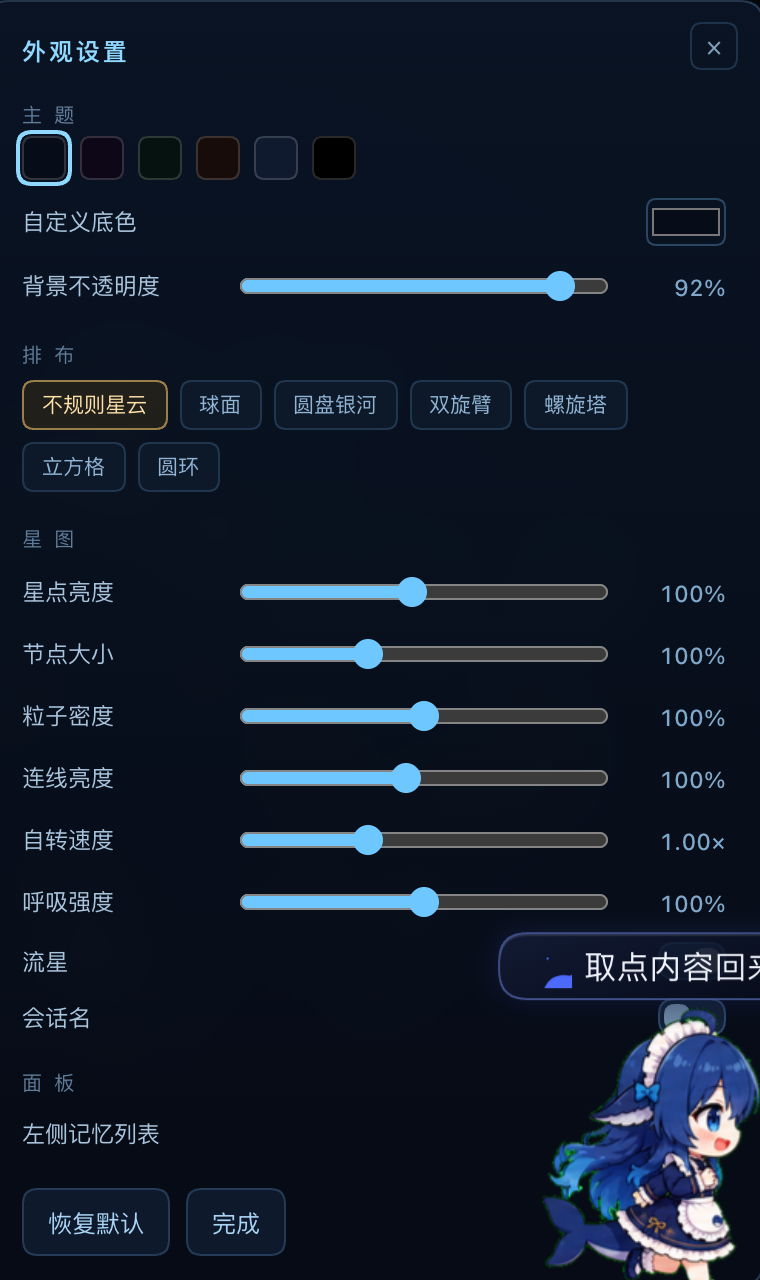 外观设置
×
主 题
自定义底色
背景不透明度 92%
排 布
不规则星云 球面 圆盘银河 双旋臂 螺旋塔
立方格 圆环
星 图
星点亮度 100%
节点大小 100%
粒子密度 100%
连线亮度 100%
自转速度 1.00×
呼吸强度 100%
流星
取点内容回来
会话名
面 板
左侧记忆列表
恢复默认 完成